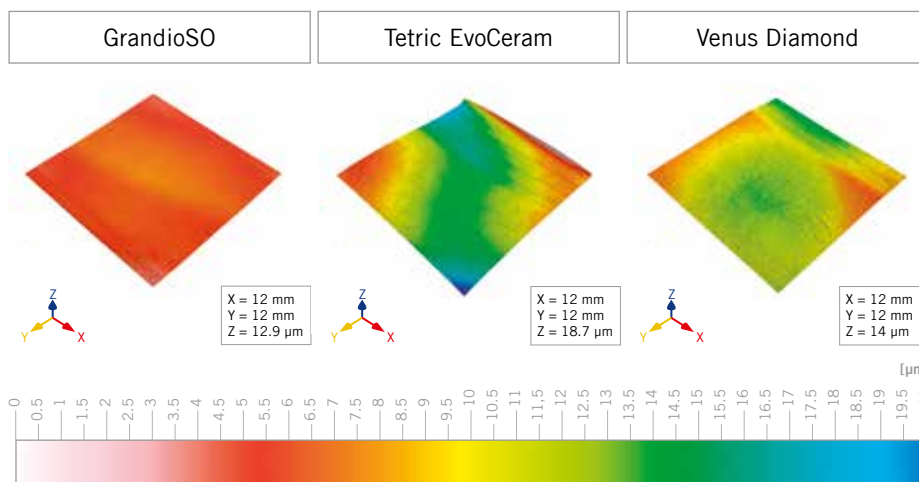 GrandioSO
Tetric EvoCeram
Venus Diamond
Z
Y
X
X = 12 mm
Y = 12 mm
Z = 12.9 µm
Z
Y
X
X = 12 mm
Y = 12 mm
Z = 18.7 µm
Z
Y
X
X = 12 mm
Y = 12 mm
Z = 14 µm
0
0.5
1
1.5
2
2.5
3
3.5
4
4.5
5
5.5
6
6.5
7
7.5
8
8.5
9
9.5
10
10.5
11
11.5
12
12.5
13
13.5
14
14.5
15
15.5
16
16.5
17
17.5
18
18.5
19
19.5